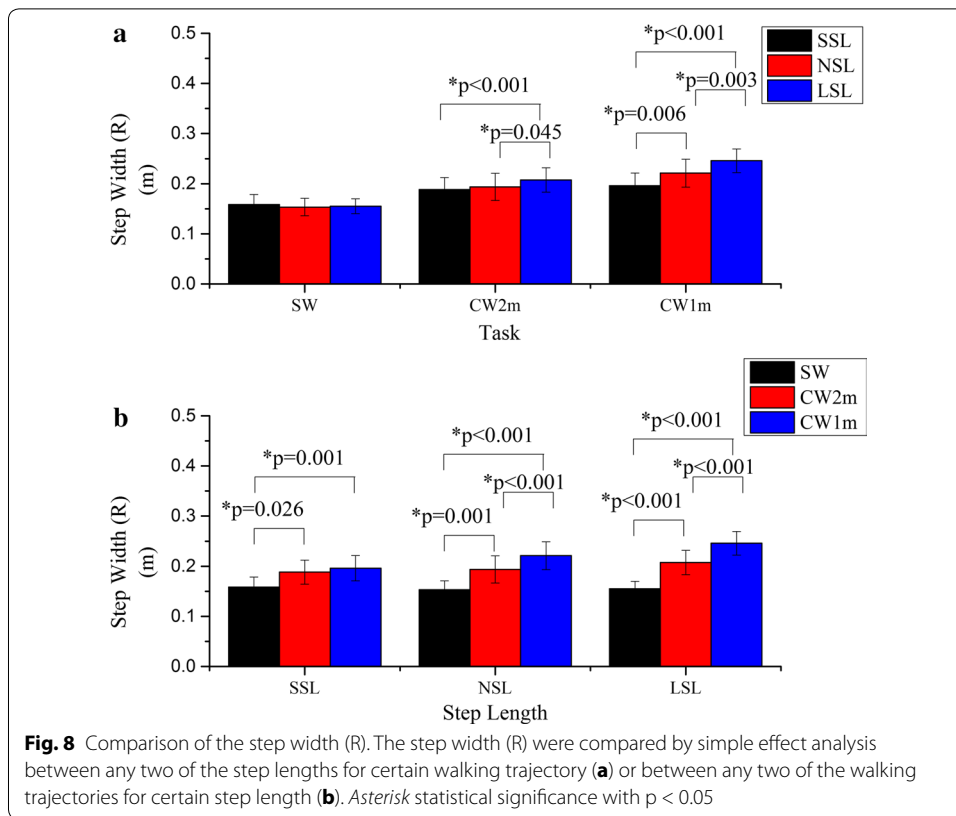 a
0.5
0.4
0.3
0.2
0.1
0.0
Step Width (R)
(m)
*p<0.001
*p=0.045
*p<0.001
*p=0.003
*p=0.006
SSL
NSL
LSL
SW
CW2m
CW1m
Task
b
0.5
0.4
0.3
0.2
0.1
0.0
Step Width (R)
(m)
SW
CW2m
CW1m
*p=0.001
*p=0.026
*p<0.001
*p<0.001
*p=0.001
*p<0.001
*p<0.001
*p<0.001
SSL
NSL
LSL
Step Length
Fig. 8 Comparison of the step width (R). The step width (R) were compared by simple effect analysis
between any two of the step lengths for certain walking trajectory (a) or between any two of the walking
trajectories for certain step length (b). Asterisk statistical significance with p < 0.05